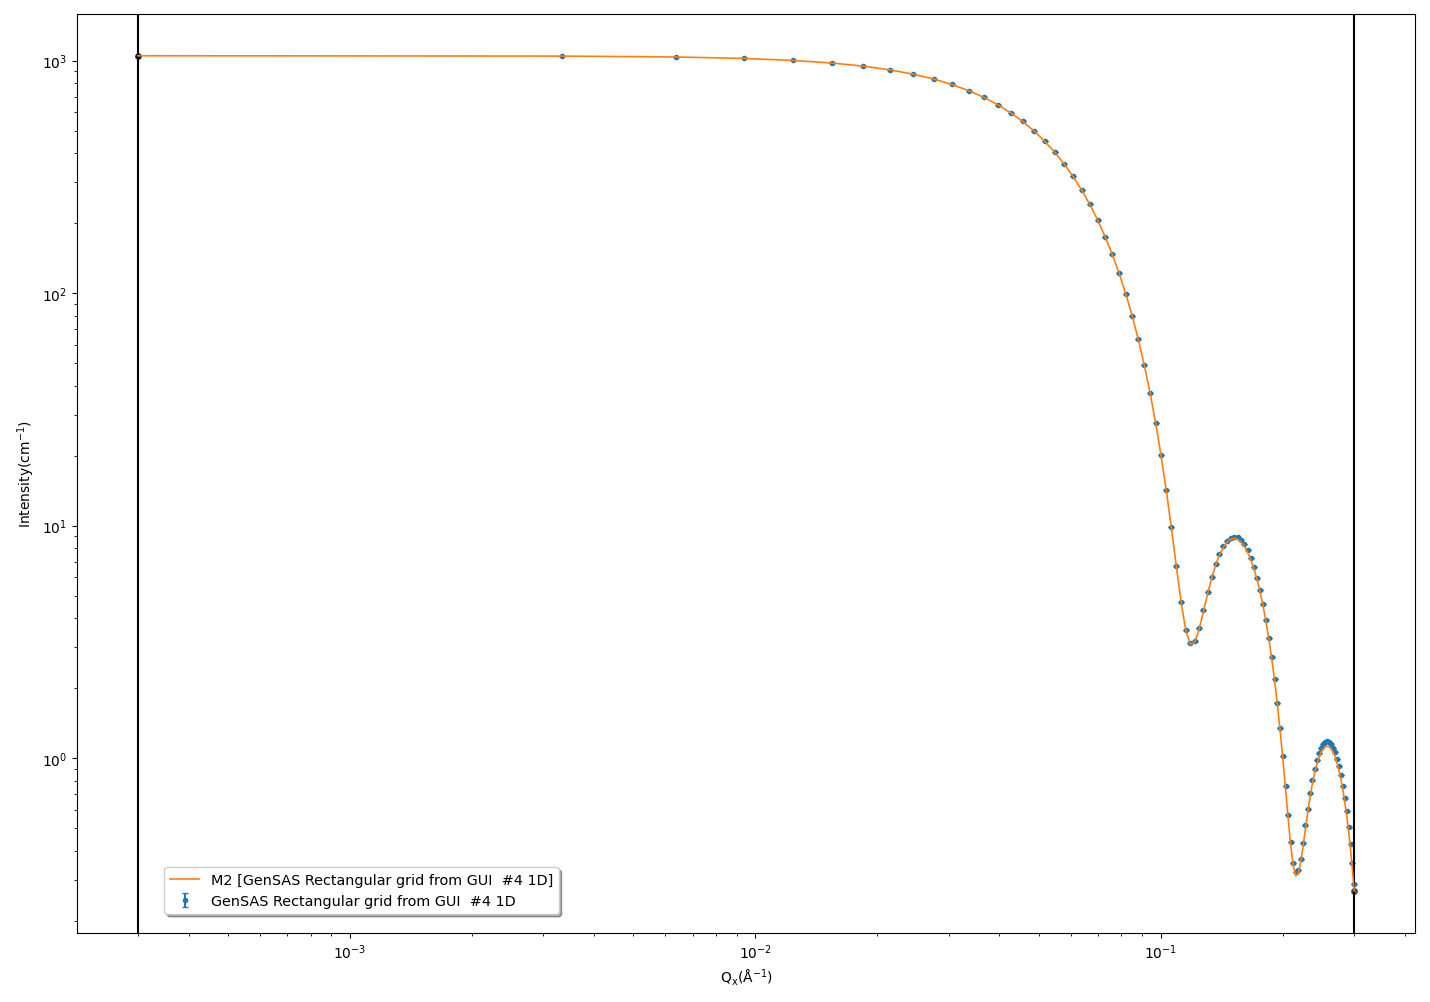 10³
10²
10¹
10⁰
Intensity(cm⁻¹)
M2 [GenSAS Rectangular grid from GUI  #4 1D]
GenSAS Rectangular grid from GUI  #4 1D
10⁻³ 10⁻² 10⁻¹
Qₓ(Å⁻¹)